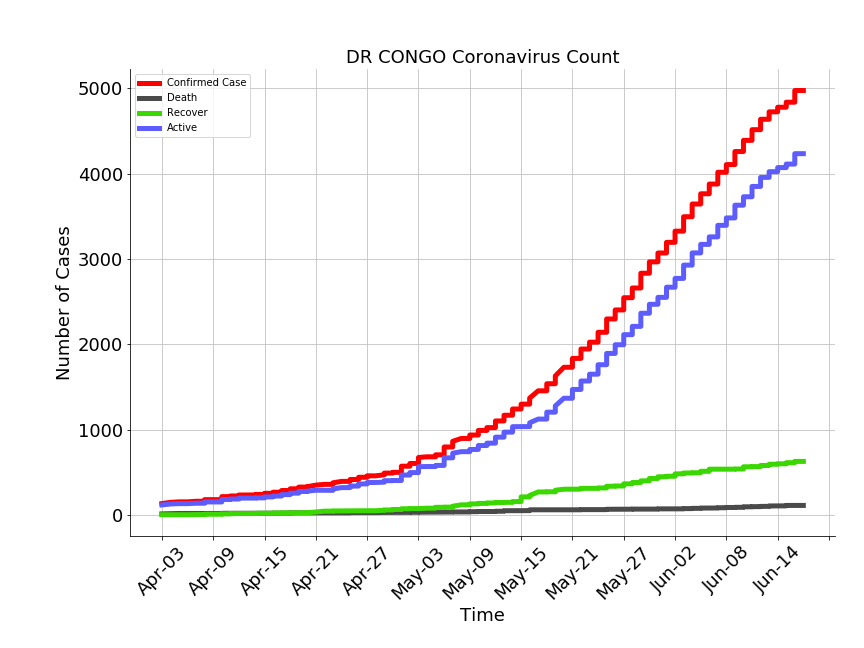 DR CONGO Coronavirus Count
Confirmed Case
Death
Recover
Active
Number of Cases
5000
4000
3000
2000
1000
0
Apr-03
Apr-09
Apr-15
Apr-21
Apr-27
May-03
May-09
May-15
May-21
May-27
Jun-02
Jun-08
Jun-14
Time